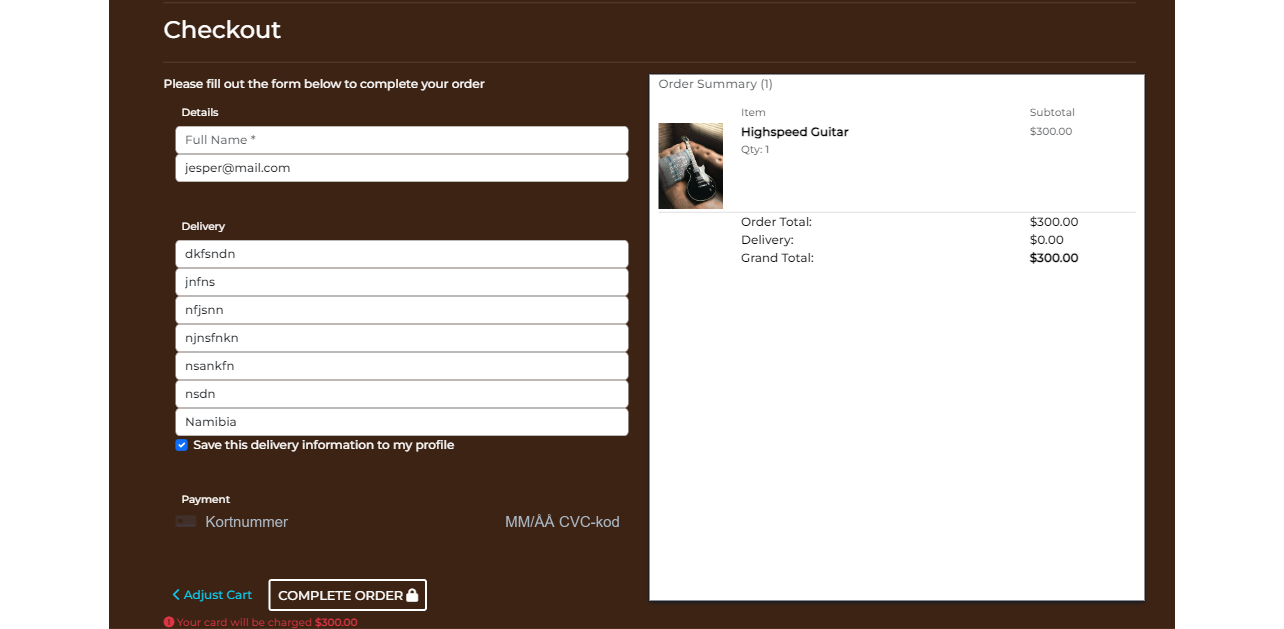 Checkout
Please fill out the form below to complete your order
Details
Full Name *
jesper@mail.com
Delivery
dkfsndn
jnfns
nfjsnn
njnsfnkn
nsankfn
nsdn
Namibia
Save this delivery information to my profile
Payment
Kortnummer MM/ÅÅ CVC-kod
Adjust Cart COMPLETE ORDER
Your card will be charged $300.00
Order Summary (1)
Item Subtotal
Highspeed Guitar $300.00
Qty: 1
Order Total: $300.00
Delivery: $0.00
Grand Total: $300.00